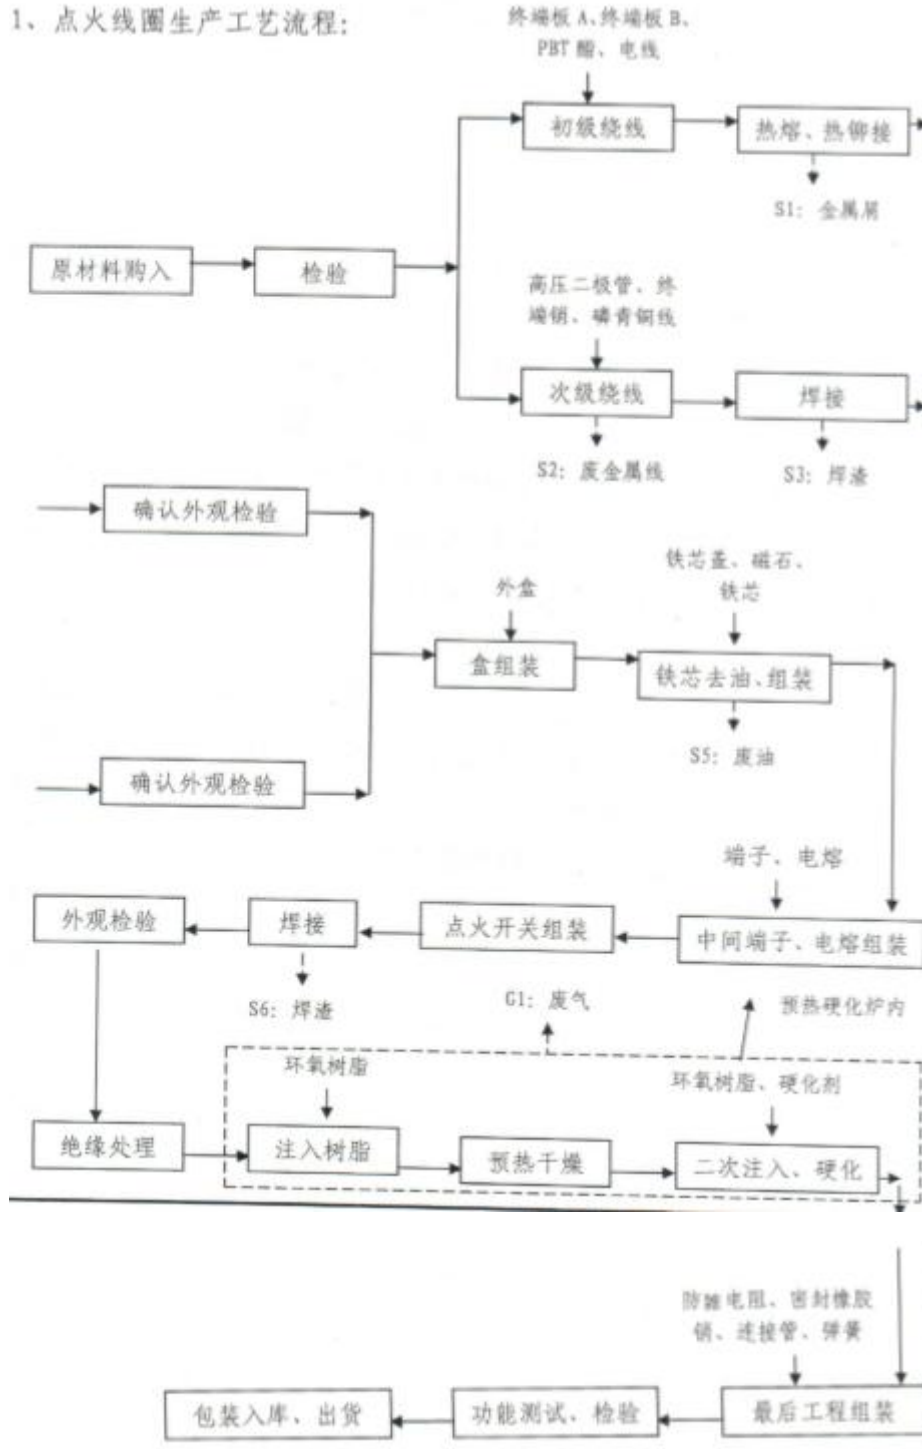 1、点火线圈生产工艺流程:
终端板 A、终端板 B、
PBT 酯、电线
初级绕线
热熔、热铆接
S1: 金属屑
原材料购入
检验
高压二极管、终
端销、磷青铜线
次级绕线
焊接
S2: 废金属线
S3: 焊渣
确认外观检验
铁芯盖、磁石、
铁芯
外盒
盒组装
铁芯去油、组装
S5: 废油
确认外观检验
端子、电熔
外观检验
焊接
点火开关组装
中间端子、电熔组装
S6: 焊渣
G1: 废气
预热硬化炉内
环氧树脂
环氧树脂、硬化剂
绝缘处理
注入树脂
预热干燥
二次注入、硬化
防雑电阻、密封橡胶
销、连接管、弹簧
包装入库、出货
功能测试、检验
最后工程组装